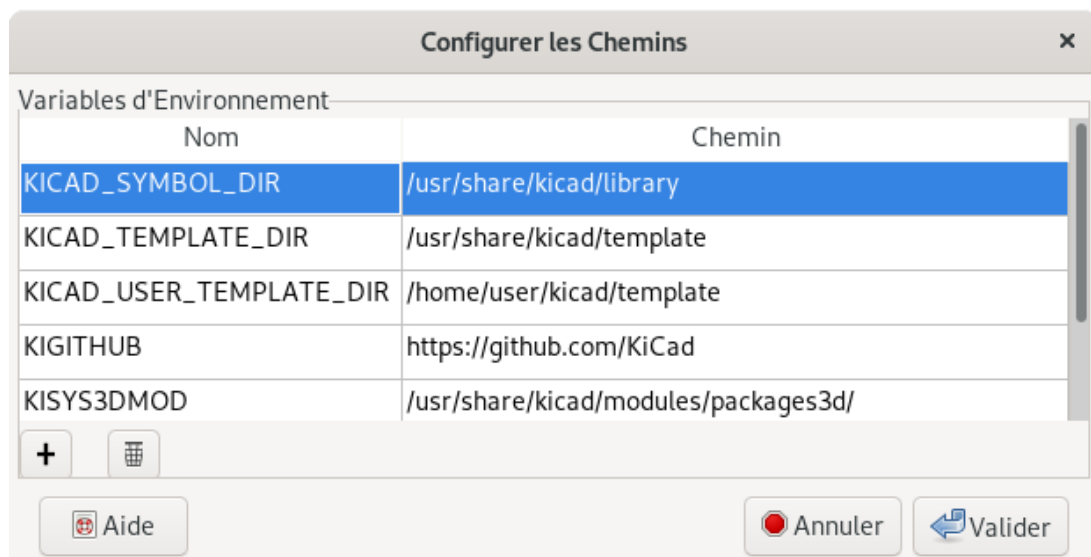 Configurer les Chemins ×
Variables d'Environnement
Nom Chemin
KICAD_SYMBOL_DIR /usr/share/kicad/library
KICAD_TEMPLATE_DIR /usr/share/kicad/template
KICAD_USER_TEMPLATE_DIR /home/user/kicad/template
KIGITHUB https://github.com/KiCad
KISYS3DMOD /usr/share/kicad/modules/packages3d/
+
Aide Annuler Valider